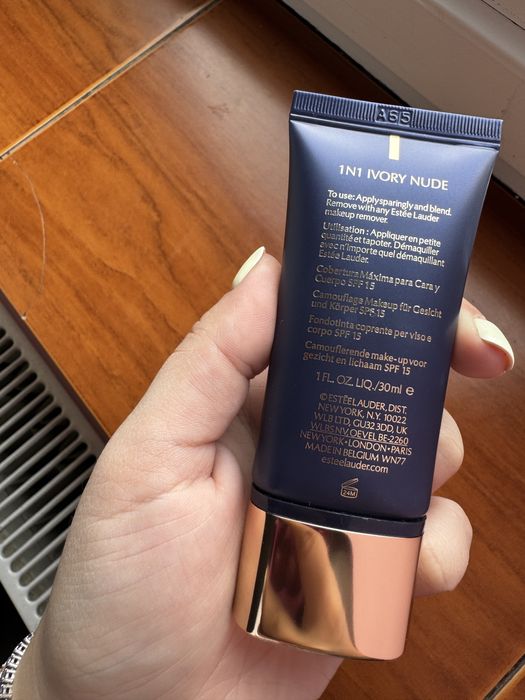 A55
1N1 IVORY NUDE
To use: Apply sparingly and blend.
Remove with any Estée Lauder
makeup remover.
Utilisation : Appliquer en petite
quantité et tapoter. Démaquiller
avec n'importe quel démaquillant
Estée Lauder.
Cobertura Máxima para Cara y
Cuerpo SPF 15
Camouflage Makeup für Gesicht
und Körper SPF 15
Fondotinta coprente per viso e
corpo SPF 15
Camouflerende make-up voor
gezicht en lichaam SPF 15
1 FL. OZ. LIQ./30ml e
©ESTĒE LAUDER, DIST.
NEW YORK, N.Y. 10022
WLB LTD, GU32 3DD, UK
WLBS NV, OEVEL BE-2260
NEW YORK•LONDON•PARIS
MADE IN BELGIUM WN77
esteelauder.com
24M